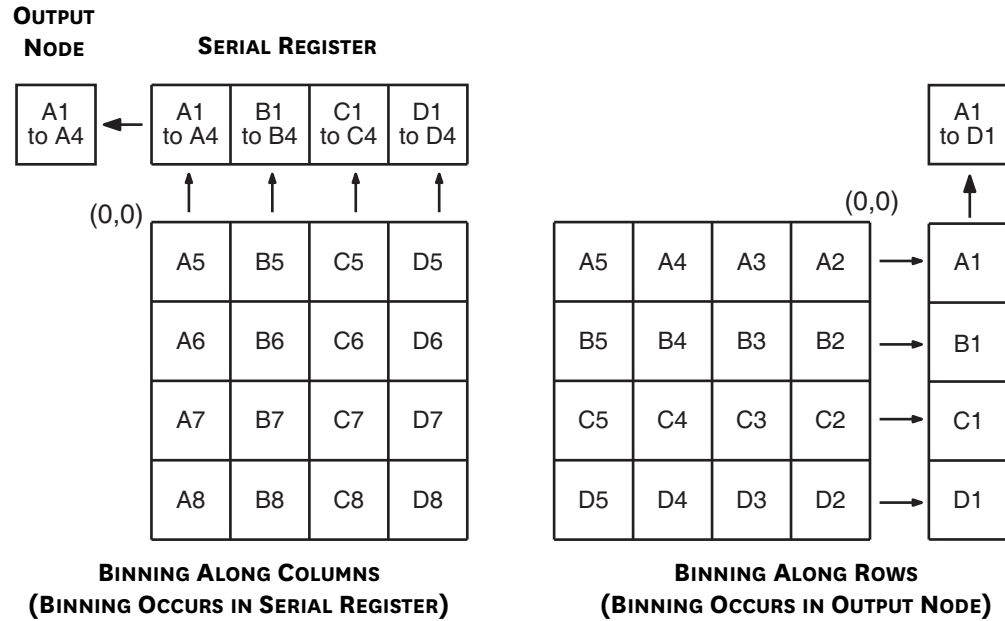 OUTPUT
NODE
SERIAL REGISTER
A1
to A4
A1
to A4
B1
to B4
C1
to C4
D1
to D4
(0,0)
A5 B5 C5 D5
A6 B6 C6 D6
A7 B7 C7 D7
A8 B8 C8 D8
BINNING ALONG COLUMNS
(BINNING OCCURS IN SERIAL REGISTER)
A1
to D1
(0,0)
A5 A4 A3 A2 A1
B5 B4 B3 B2 B1
C5 C4 C3 C2 C1
D5 D4 D3 D2 D1
BINNING ALONG ROWS
(BINNING OCCURS IN OUTPUT NODE)